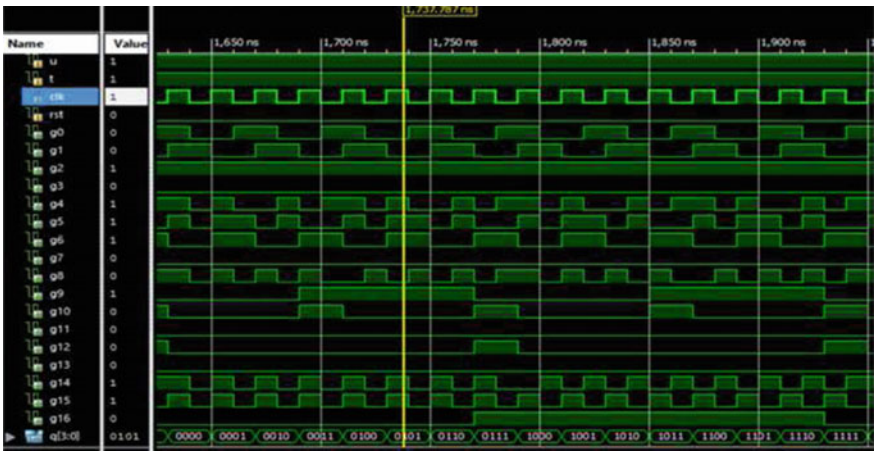 1,737.787 ns
Name Value 1,650 ns 1,700 ns 1,750 ns 1,800 ns 1,850 ns 1,900 ns
u 1
t 1
clk 1
rst 0
g0 0
g1 0
g2 1
g3 0
g4 1
g5 1
g6 1
g7 0
g8 0
g9 1
g10 0
g11 0
g12 0
g13 0
g14 1
g15 1
g16 0
q[3:0] 0101 0000 0001 0010 0011 0100 0101 0110 0111 1000 1001 1010 1011 1100 1101 1110 1111